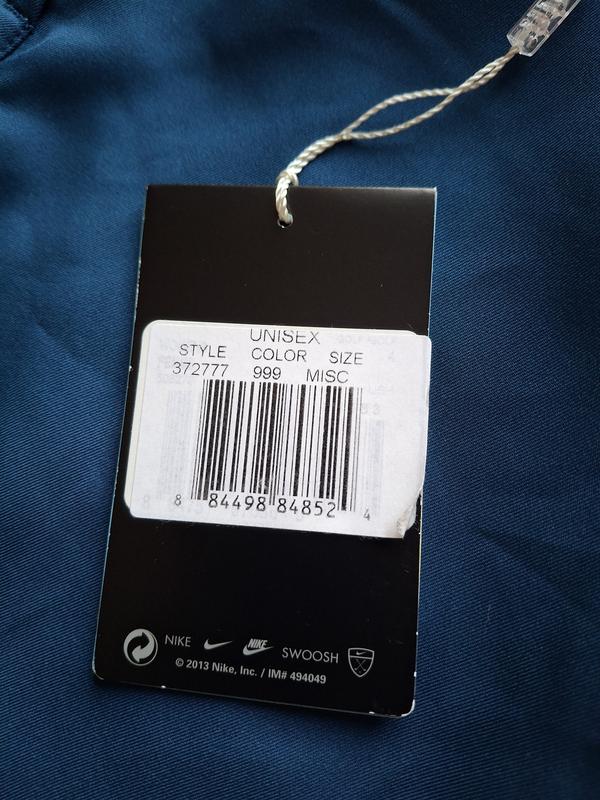 UNISEX
STYLE COLOR SIZE
372777 999 MISC
8 84498 84852 4
NIKE NIKE SWOOSH
© 2013 Nike, Inc. / IM# 494049